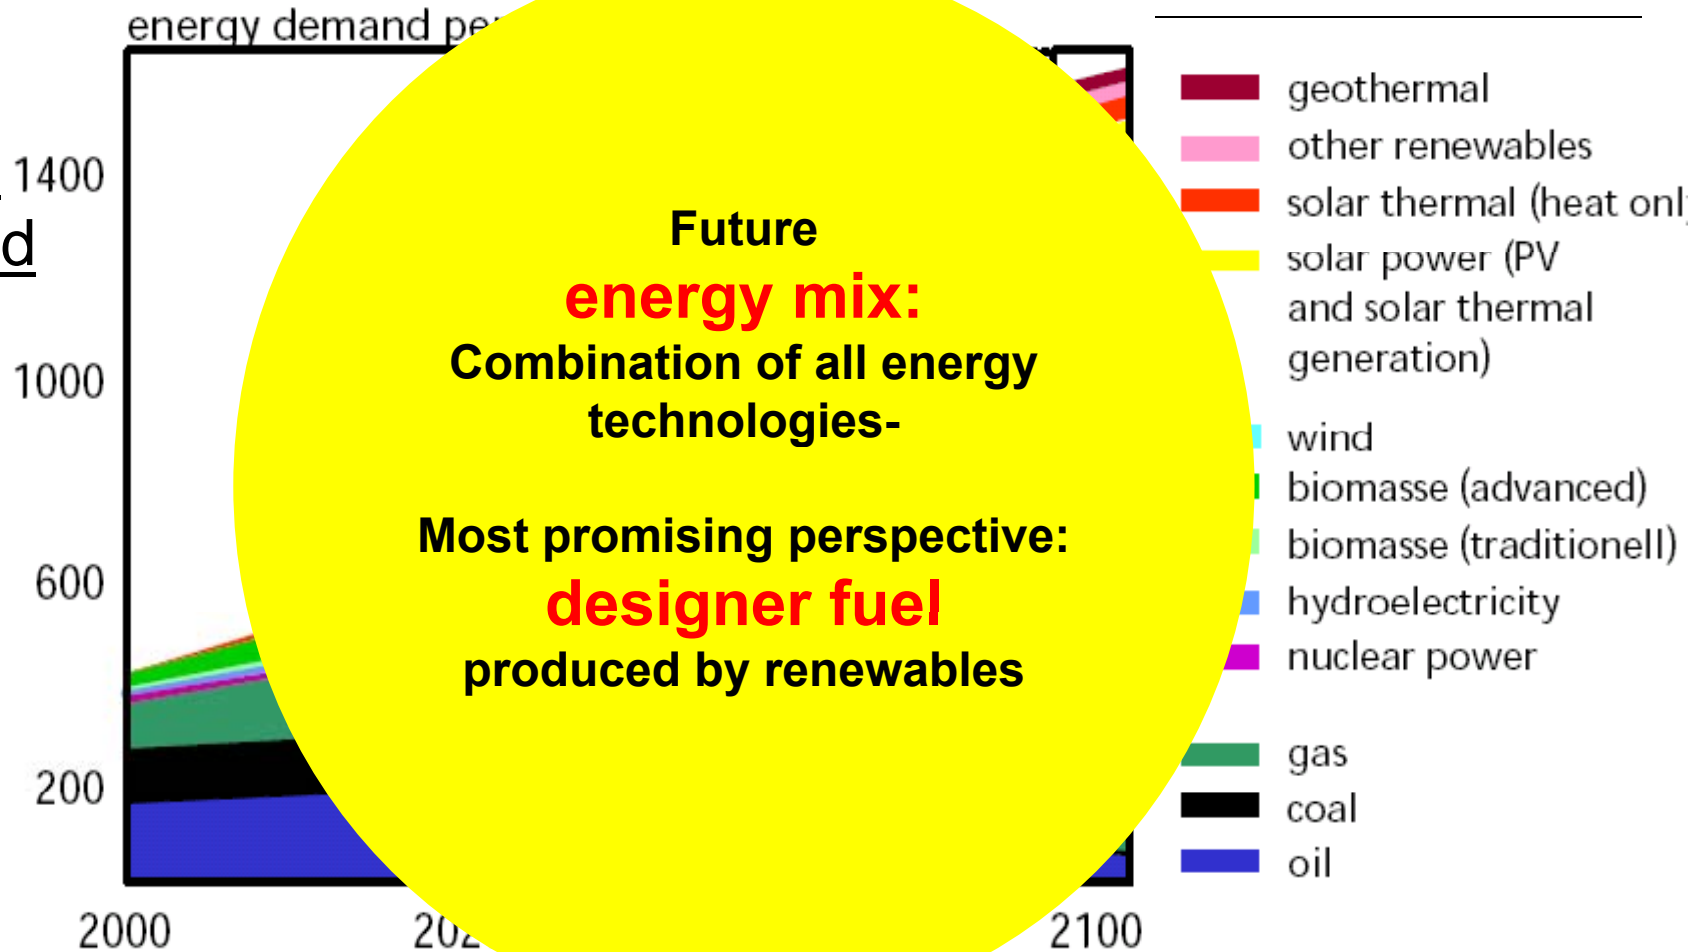 energy demand
1400
d
1000
600
200
2000
2100
Future
energy mix:
Combination of all energy
technologies-
Most promising perspective:
designer fuel
produced by renewables
geothermal
other renewables
solar thermal (heat
solar power (PV
and solar thermal
generation)
wind
biomasse (advanced)
biomasse (traditionell)
hydroelectricity
nuclear power
gas
coal
oil